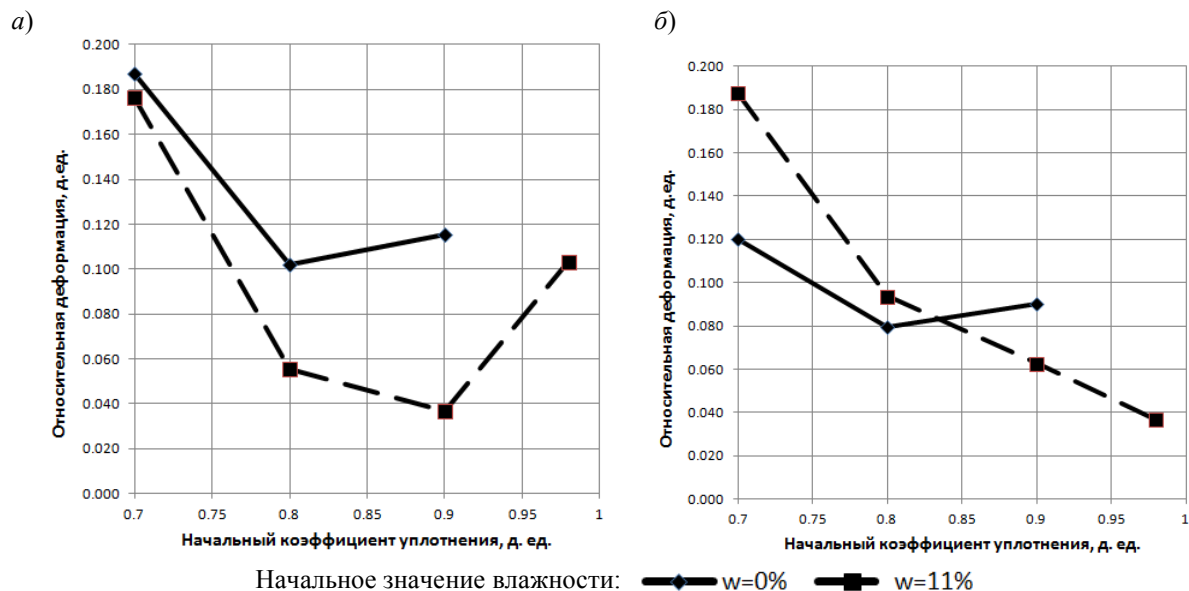 а)
0.200
0.180
0.160
0.140
0.120
0.100
0.080
0.060
0.040
0.020
0.000
Относительная деформация, д.ед.
0.7 0.75 0.8 0.85 0.9 0.95 1
Начальный коэффициент уплотнения, д. ед.
б)
0.200
0.180
0.160
0.140
0.120
0.100
0.080
0.060
0.040
0.020
0.000
Относительная деформация, д.ед.
0.7 0.75 0.8 0.85 0.9 0.95 1
Начальный коэффициент уплотнения, д. ед.
Начальное значение влажности: w=0% w=11%